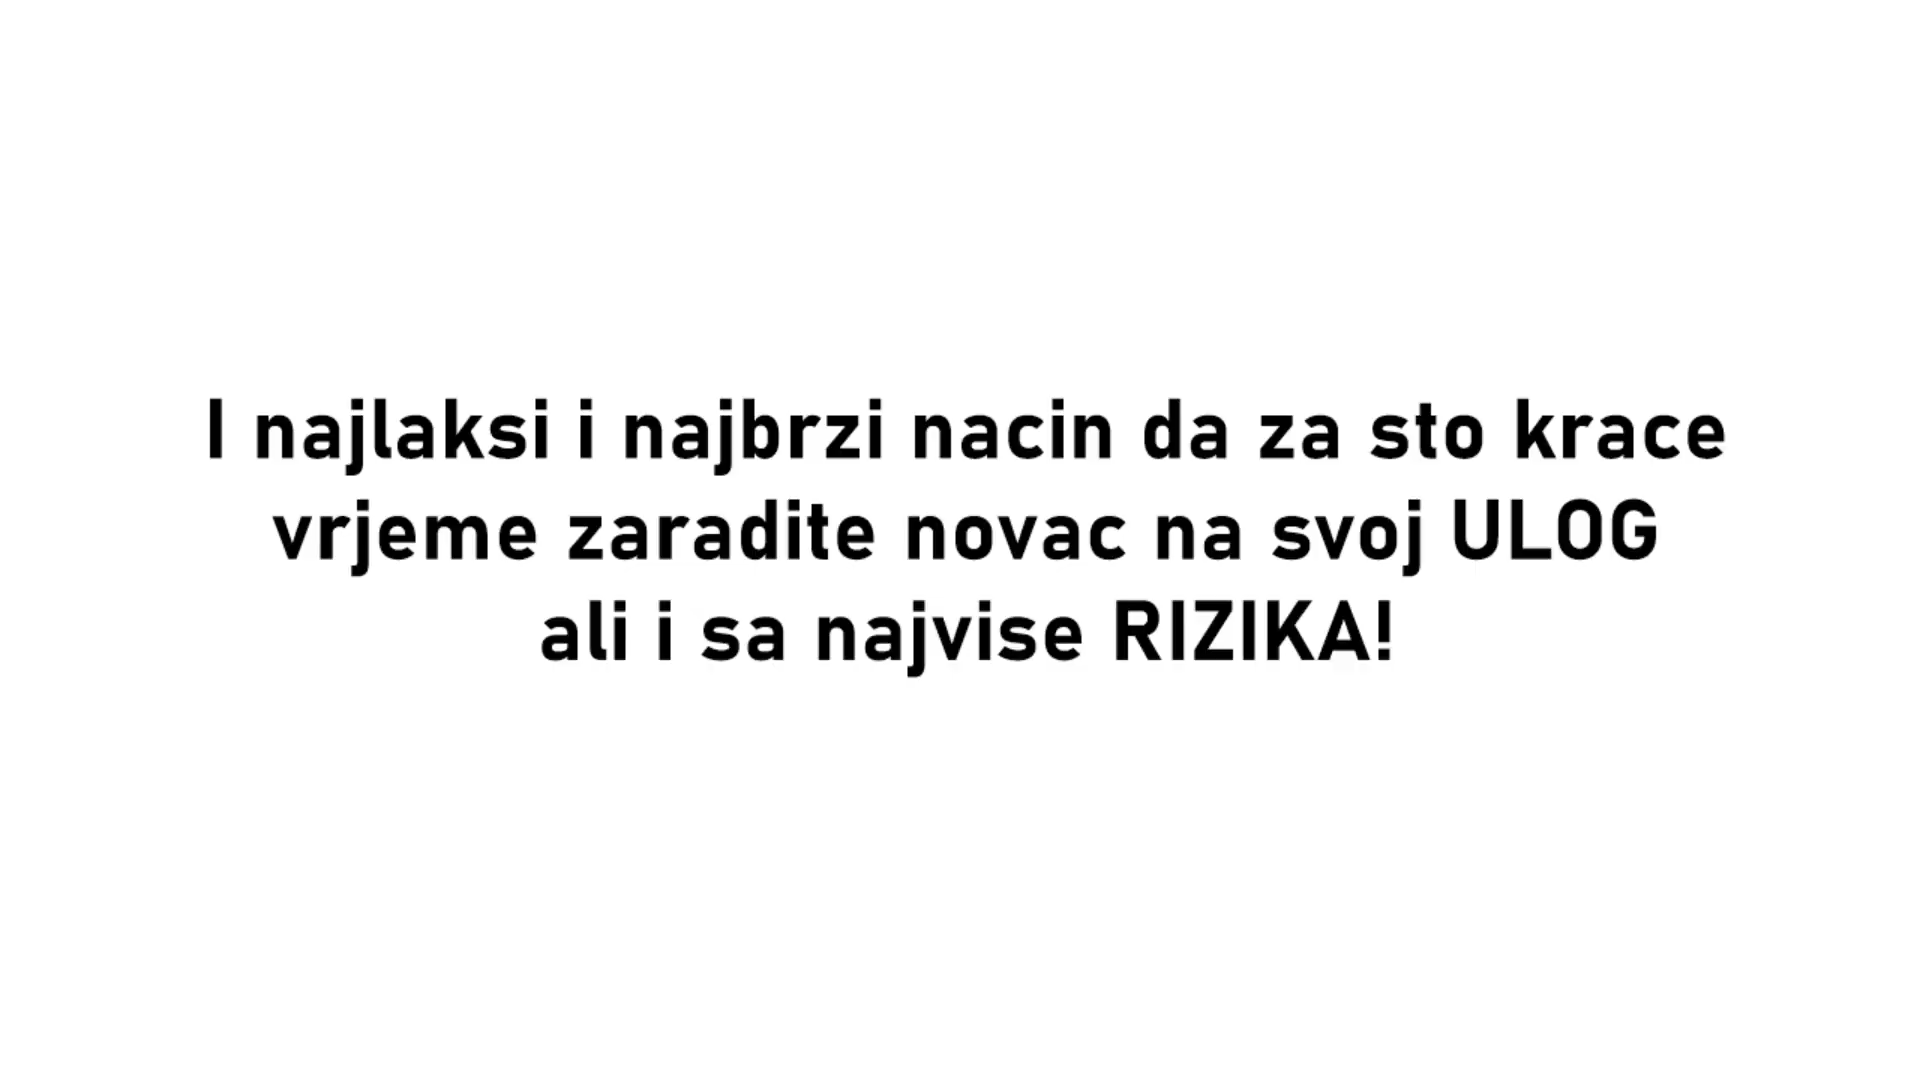 I najlaksi i najbrzi nacin da za sto krace
vrjeme zaradite novac na svoj ULOG
ali i sa najvise RIZIKA!